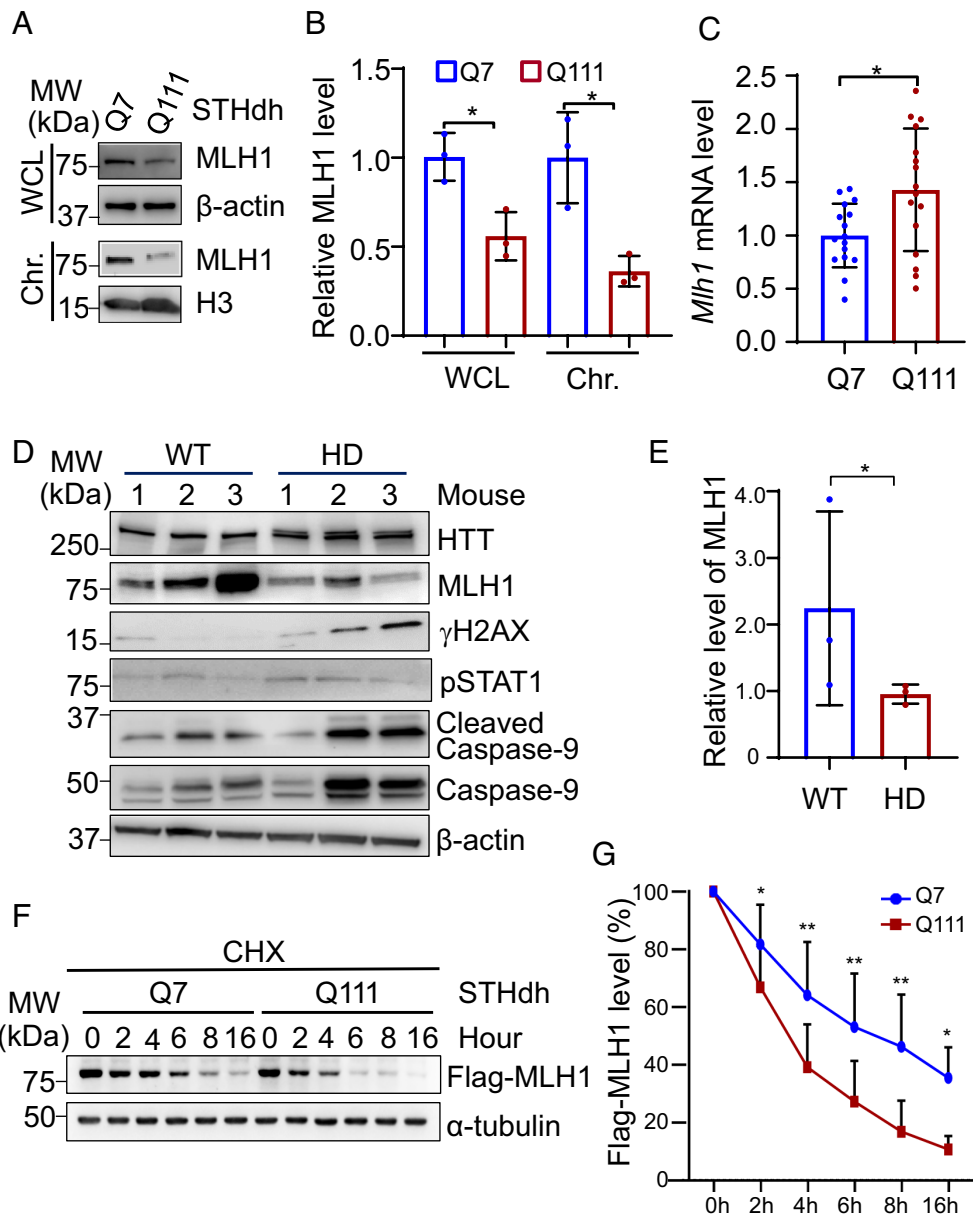 A
MW
(kDa)
Q7
Q111
STHdh
WCL
75
MLH1
37
β-actin
Chr.
75
MLH1
15
H3
B
Relative MLH1 level
Q7
Q111
1.5
1.0
0.5
0.0
*
*
WCL
Chr.
C
Mlh1 mRNA level
2.5
2.0
1.5
1.0
0.5
0.0
*
Q7
Q111
D
MW
(kDa)
WT
HD
1 2 3 1 2 3
Mouse
250
HTT
75
MLH1
15
γH2AX
75
pSTAT1
37
Cleaved
Caspase-9
50
Caspase-9
37
β-actin
E
Relative level of MLH1
4.0
3.0
2.0
1.0
0
*
WT
HD
F
CHX
Q7
Q111
STHdh
MW
(kDa)
0 2 4 6 8 16 0 2 4 6 8 16
Hour
75
Flag-MLH1
50
α-tubulin
G
Flag-MLH1 level (%)
100
80
60
40
20
0
Q7
Q111
*
**
**
**
*
0h 2h 4h 6h 8h 16h